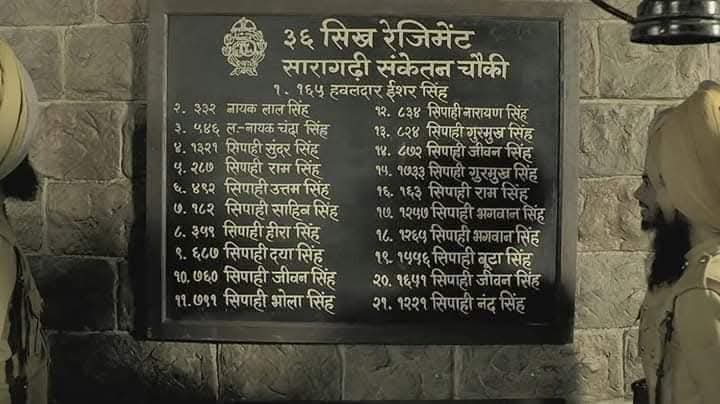 ३६ सिख रेजिमेंट
सारागढ़ी संकेतन चौकी
१. १६५ हवलदार ईशर सिंह
२. ३३२ नायक लाल सिंह
३. ५४६ ल.-नायक चंदा सिंह
४. १३२१ सिपाही सुंदर सिंह
५. २८७ सिपाही राम सिंह
६. ४९२ सिपाही उत्तम सिंह
७. १८२ सिपाही साहिब सिंह
८. ३५९ सिपाही हीरा सिंह
९. ६८७ सिपाही दया सिंह
१०. ७६० सिपाही जीवन सिंह
११. ७९१ सिपाही भोला सिंह
१२. ८३४ सिपाही नारायण सिंह
१३. ८२४ सिपाही गुरमुख सिंह
१४. ८७२ सिपाही जीवन सिंह
१५. १७३३ सिपाही गुरमुख सिंह
१६. १६३ सिपाही राम सिंह
१७. १२५७ सिपाही भगवान सिंह
१८. १२६५ सिपाही भगवान सिंह
१९. १५५६ सिपाही बूटा सिंह
२०. १६५१ सिपाही जीवन सिंह
२१. १२२१ सिपाही नंद सिंह